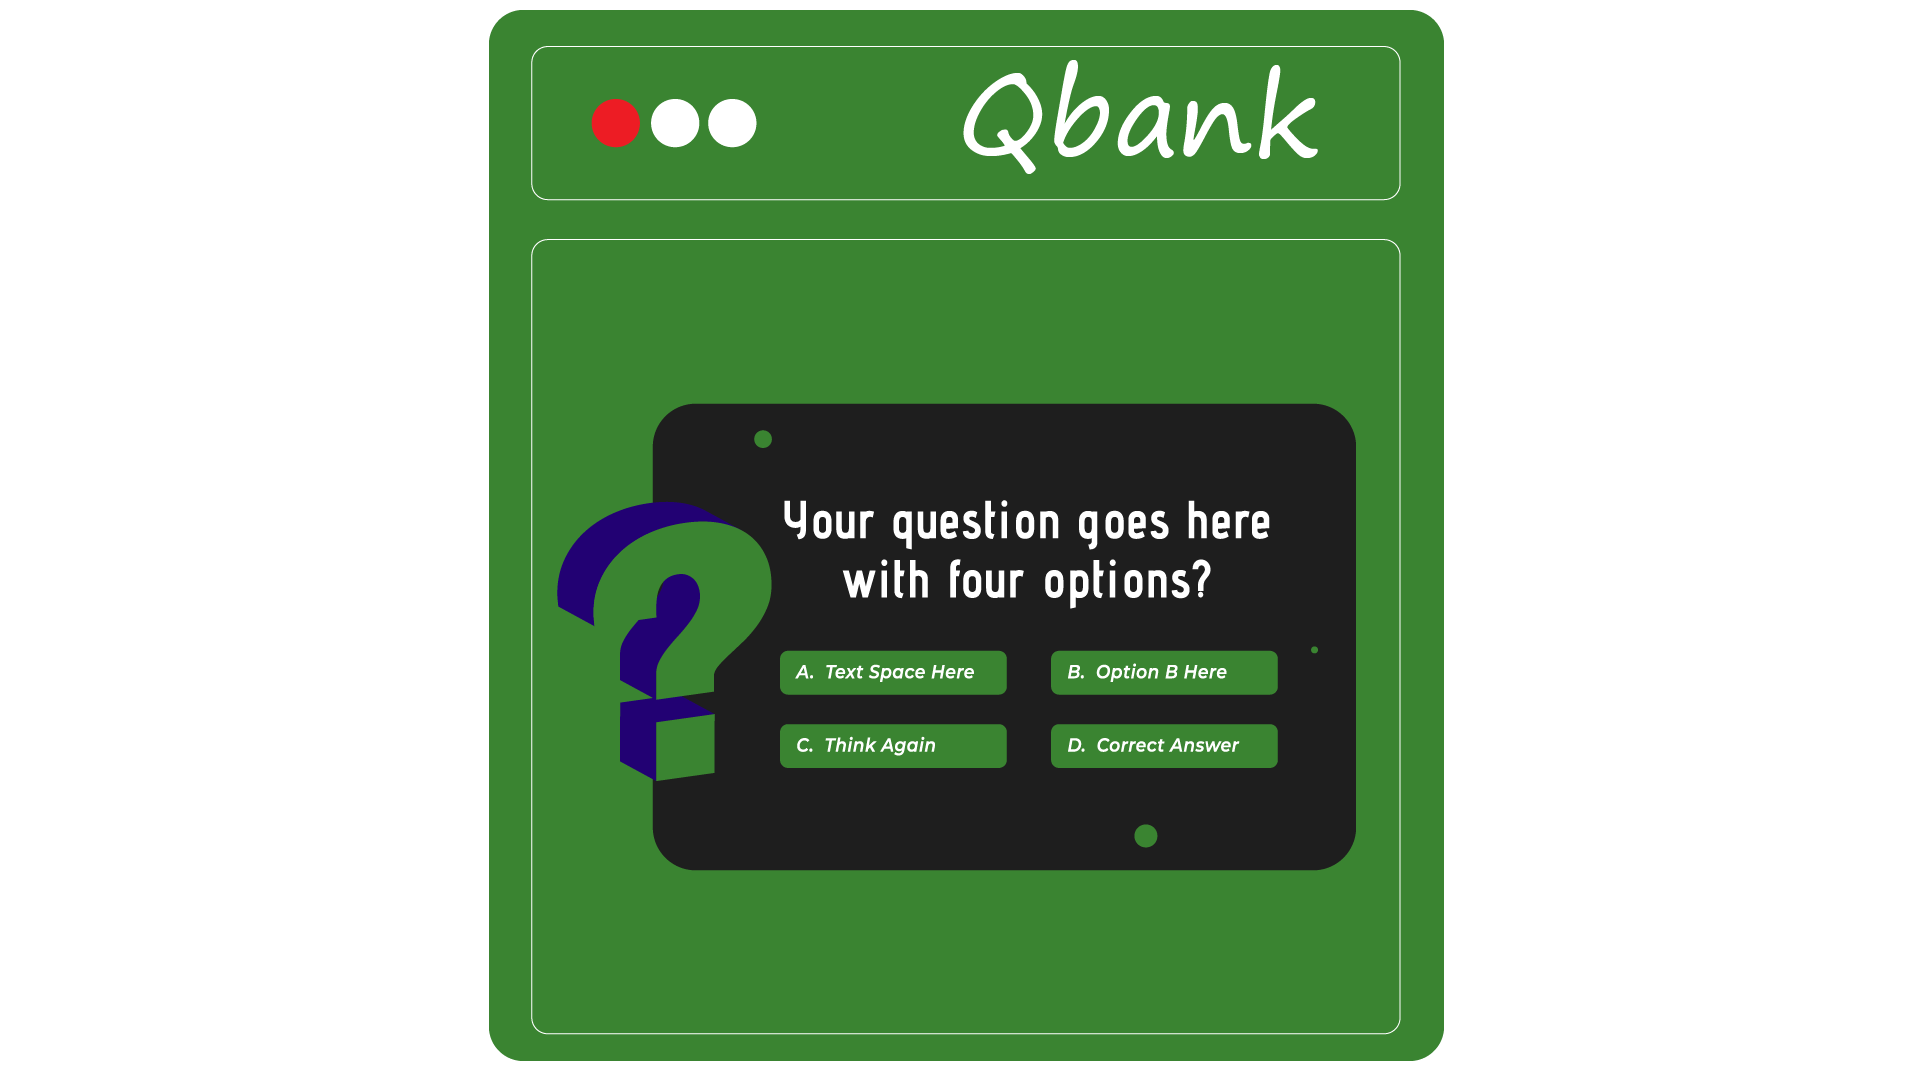 Qbank
Your question goes here
with four options?
A. Text Space Here
B. Option B Here
C. Think Again
D. Correct Answer